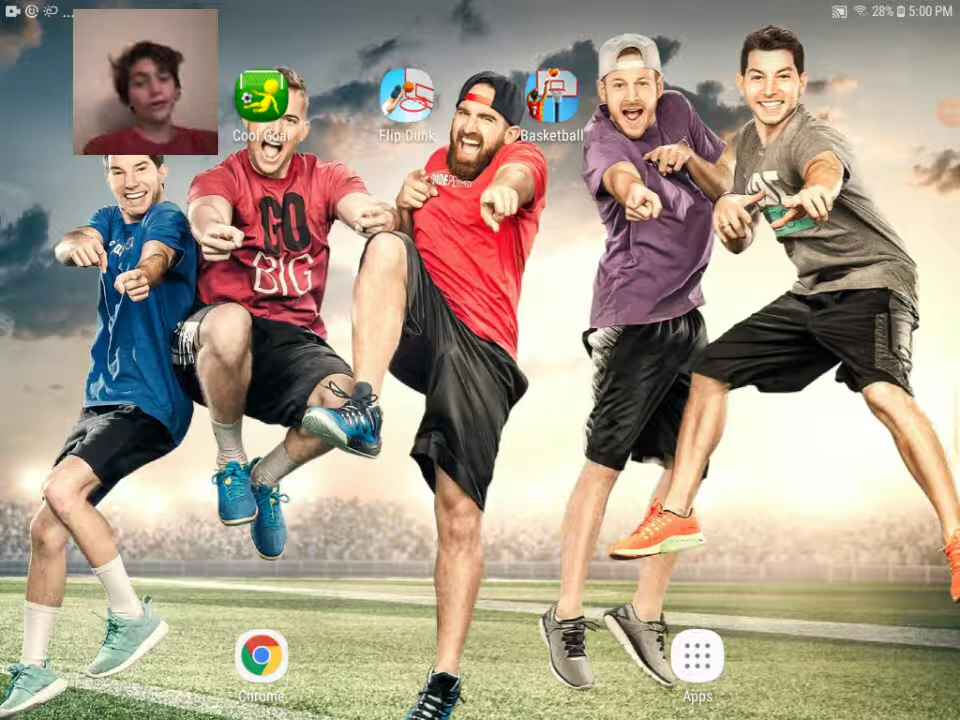 28% 5:00 PM
Cool Goal
Flip Dunk
Basketball
GO
BIG
Chrome
Apps